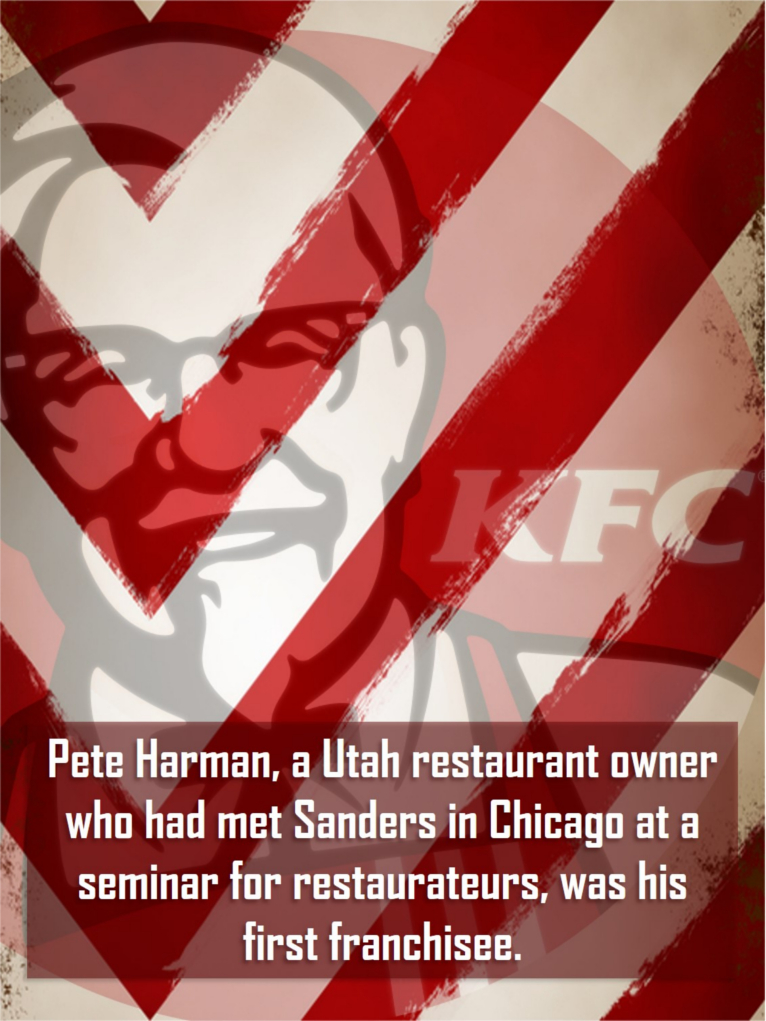 KFC
Pete Harman, a Utah restaurant owner
who had met Sanders in Chicago at a
seminar for restaurateurs, was his
first franchisee.